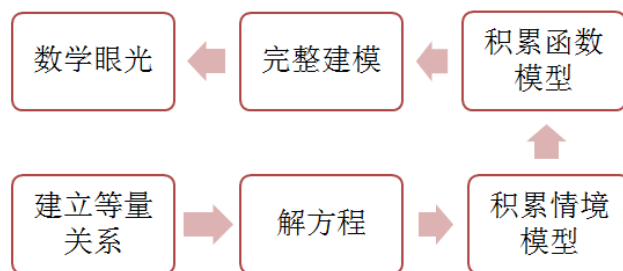 数学眼光
完整建模
积累函数
模型
建立等量
关系
解方程
积累情境
模型